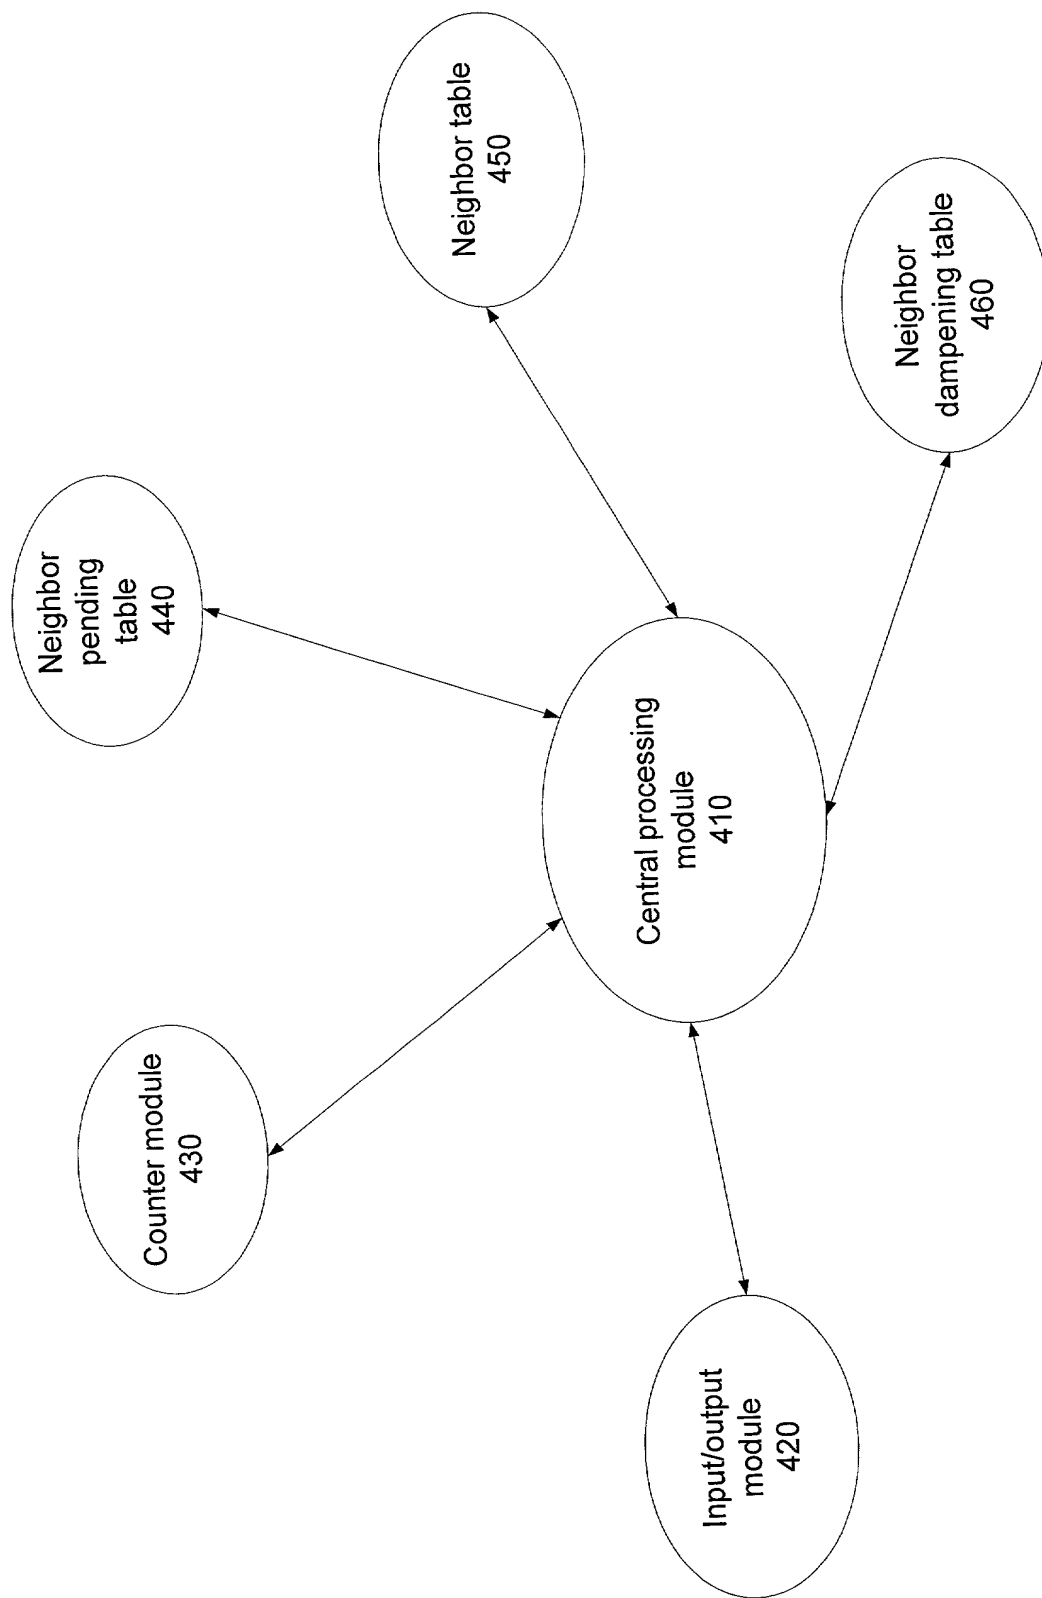 Neighbor
pending
table
440
Neighbor table
450
Counter module
430
Central processing
module
410
Neighbor
dampening table
460
Input/output
module
420